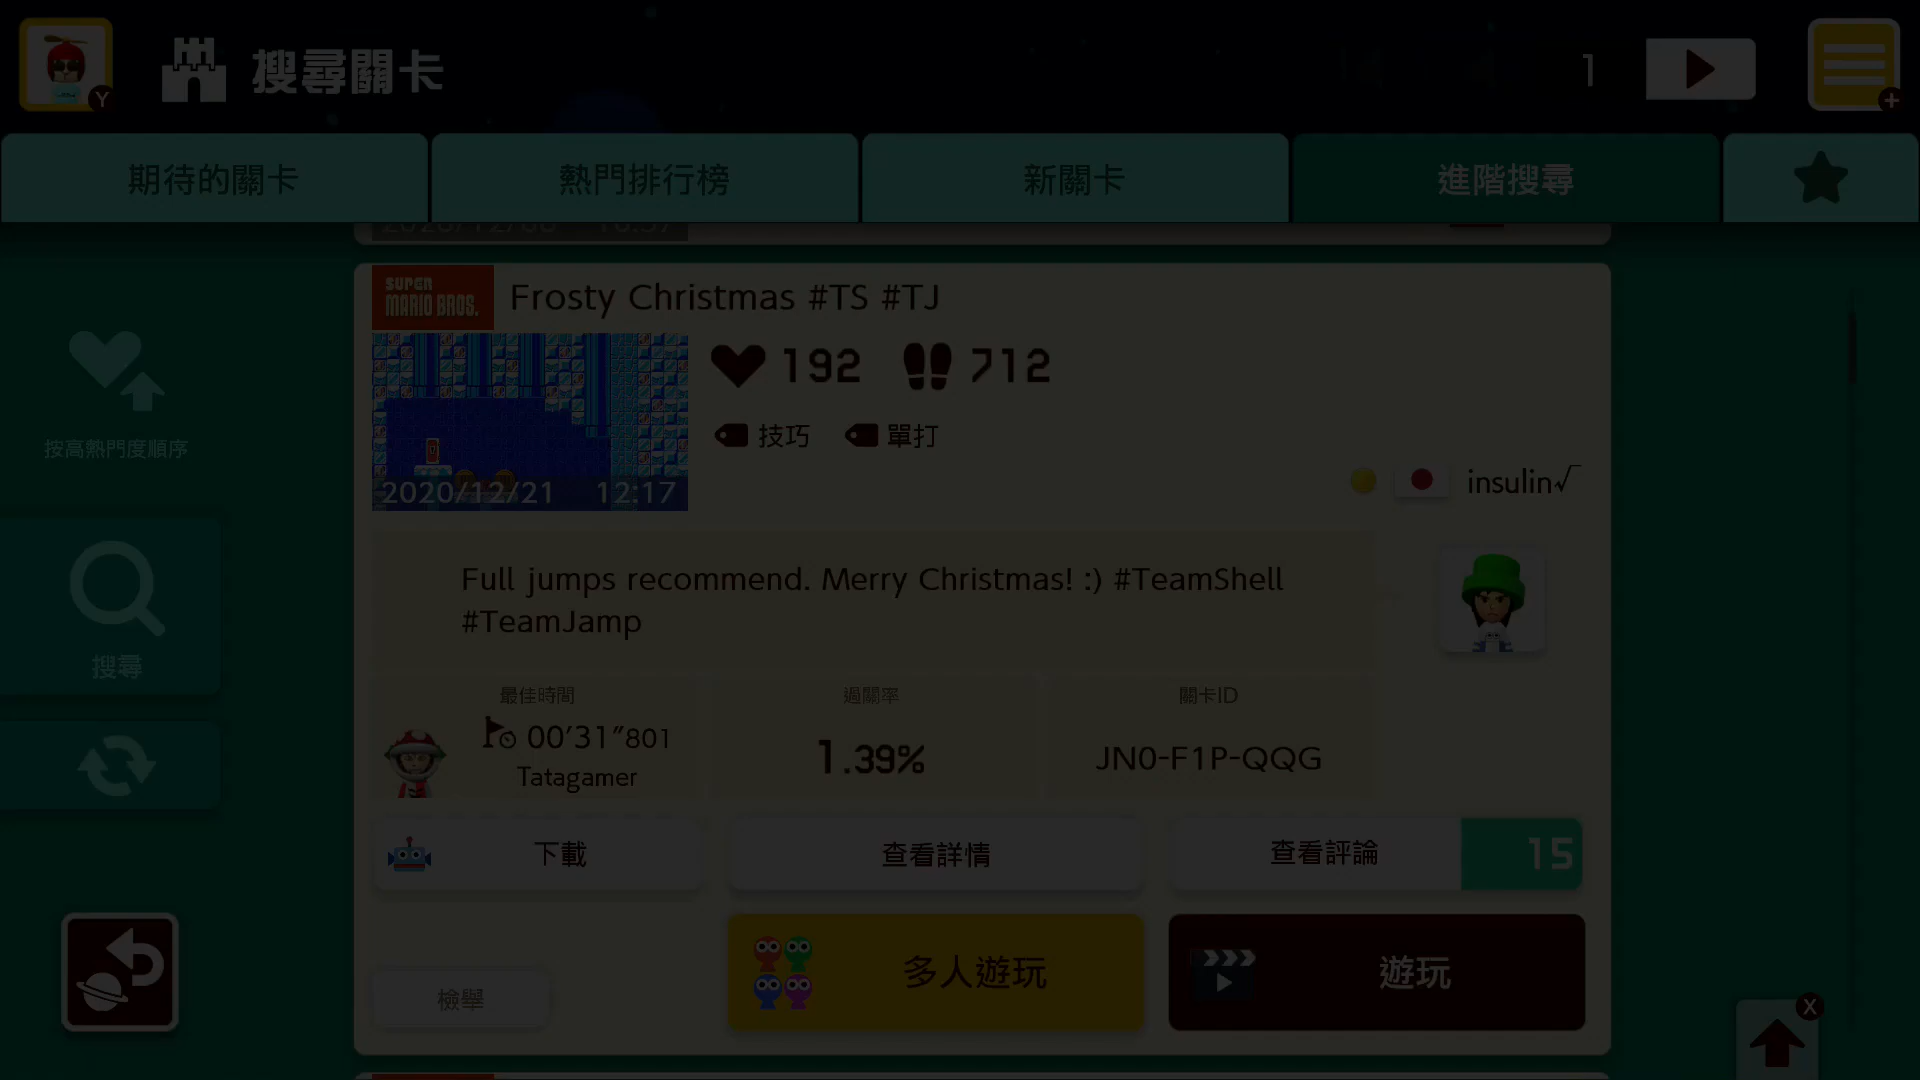 搜尋關卡
1
Y
+
期待的關卡
熱門排行榜
新關卡
進階搜尋
SUPER
MARIO BROS.
Frosty Christmas #TS #TJ
192
712
技巧
單打
2020/12/21 12:17
insulin√
按高熱門度順序
Full jumps recommend. Merry Christmas! :) #TeamShell
#TeamJamp
搜尋
最佳時間
00'31"801
Tatagamer
過關率
1.39%
關卡ID
JN0-F1P-QQG
下載
查看詳情
查看評論
15
檢舉
多人遊玩
遊玩
X